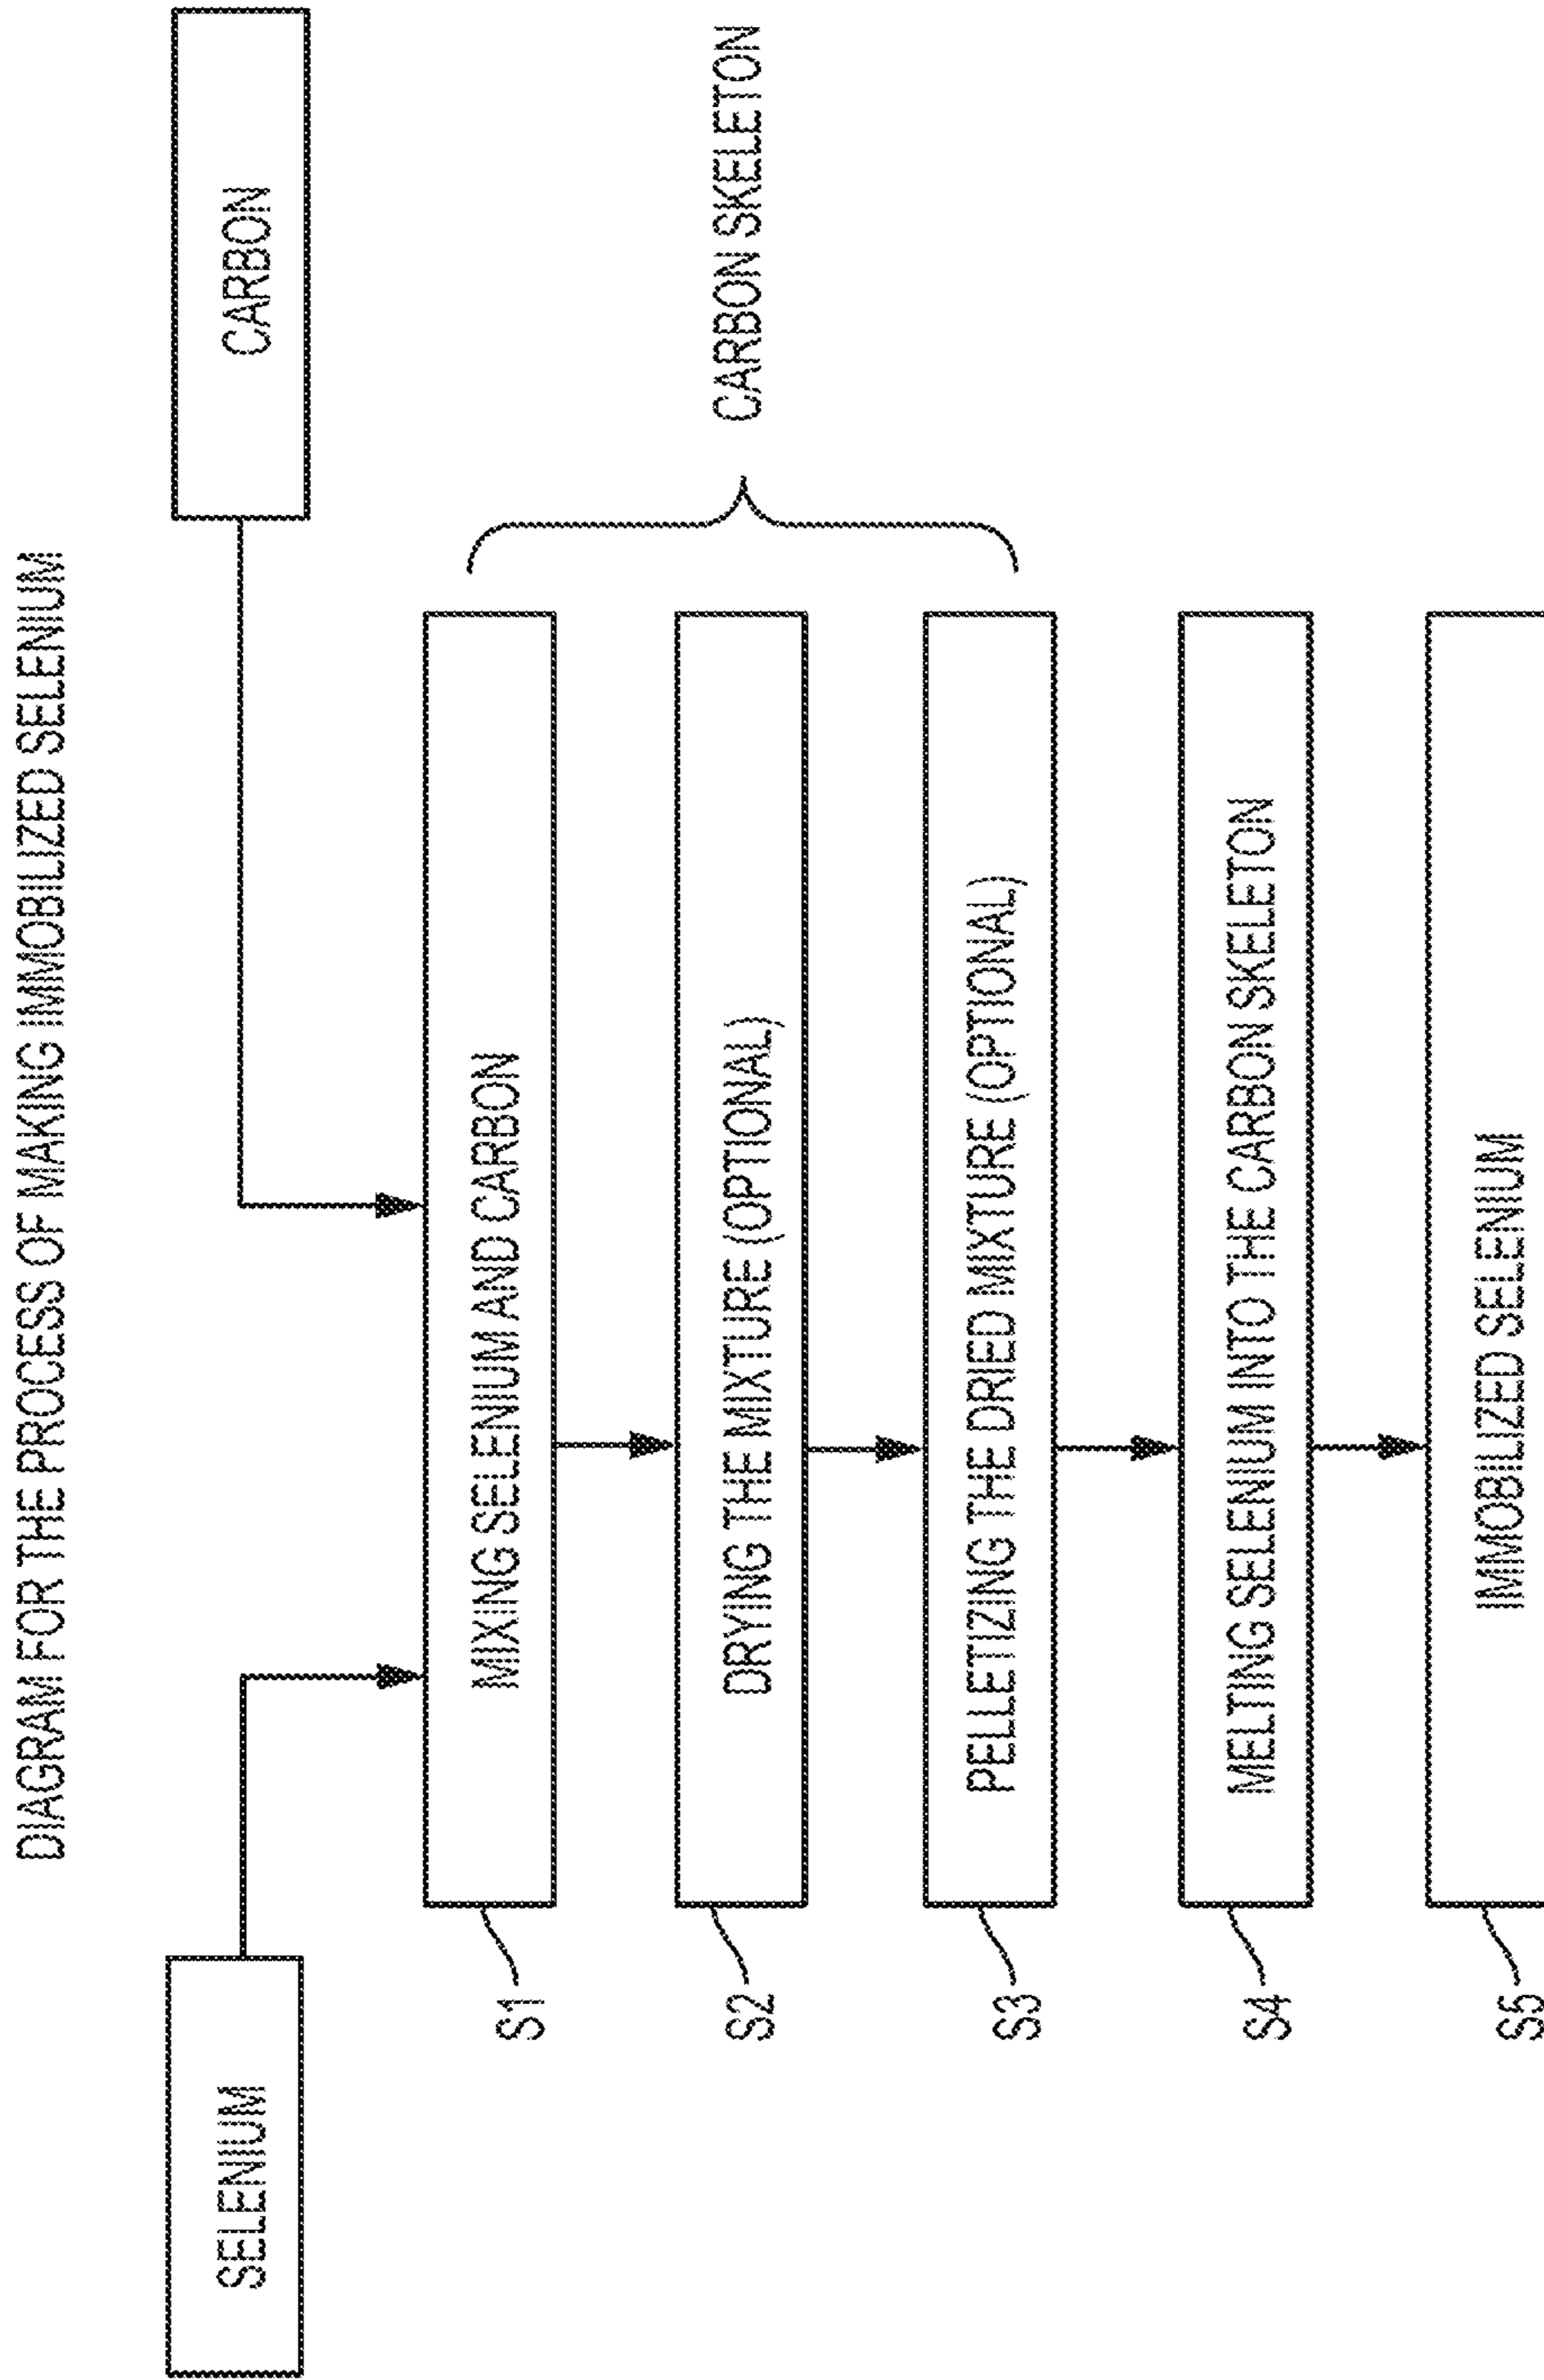 DIAGRAM FOR THE PROCESS OF MAKING IMMOBILIZED SELENIUM
SELENIUM
CARBON
S1
MIXING SELENIUM AND CARBON
S2
DRYING THE MIXTURE (OPTIONAL)
CARBON SKELETON
S3
PELLETIZING THE DRIED MIXTURE (OPTIONAL)
S4
MELTING SELENIUM INTO THE CARBON SKELETON
S5
IMMOBILIZED SELENIUM